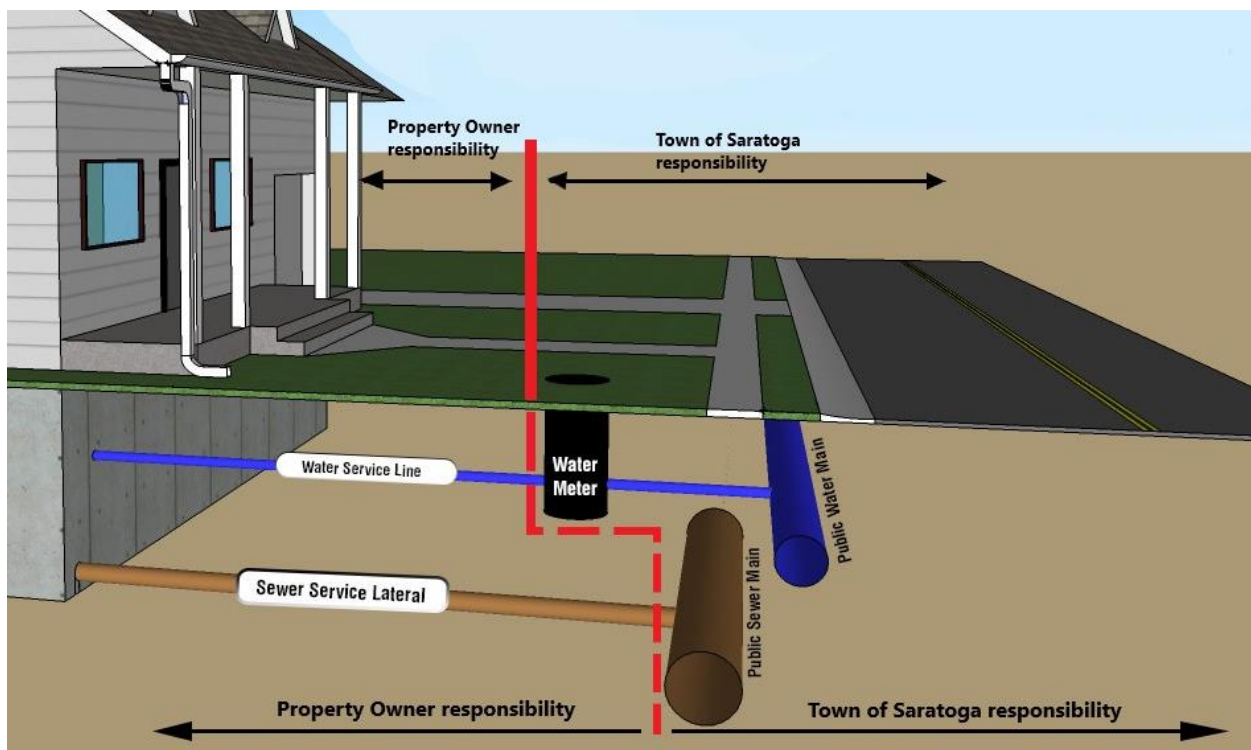 Property Owner
responsibility
Town of Saratoga
responsibility
Water Service Line
Water
Meter
Public Water Main
Sewer Service Lateral
Public Sewer Main
Property Owner responsibility
Town of Saratoga responsibility